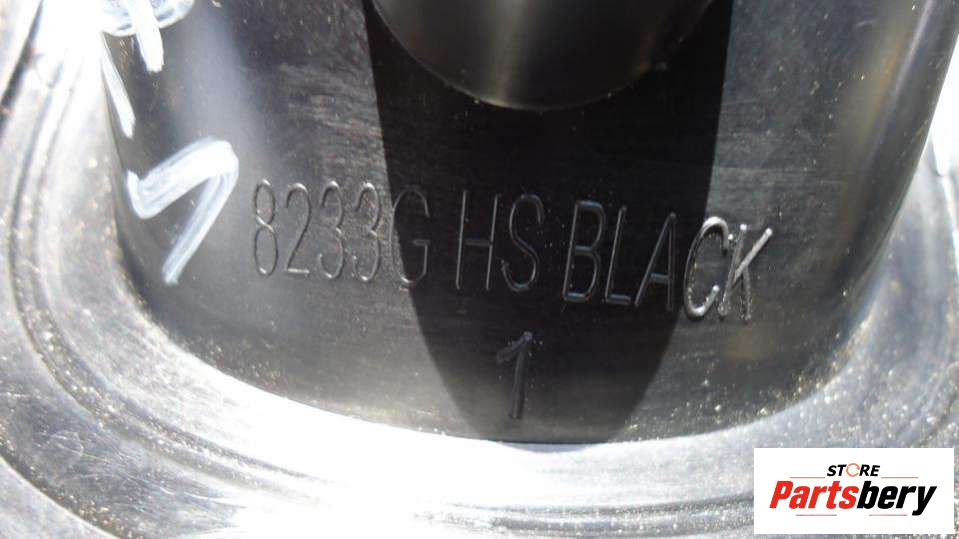 8233G HS BLACK
1
STORE
Partsbery